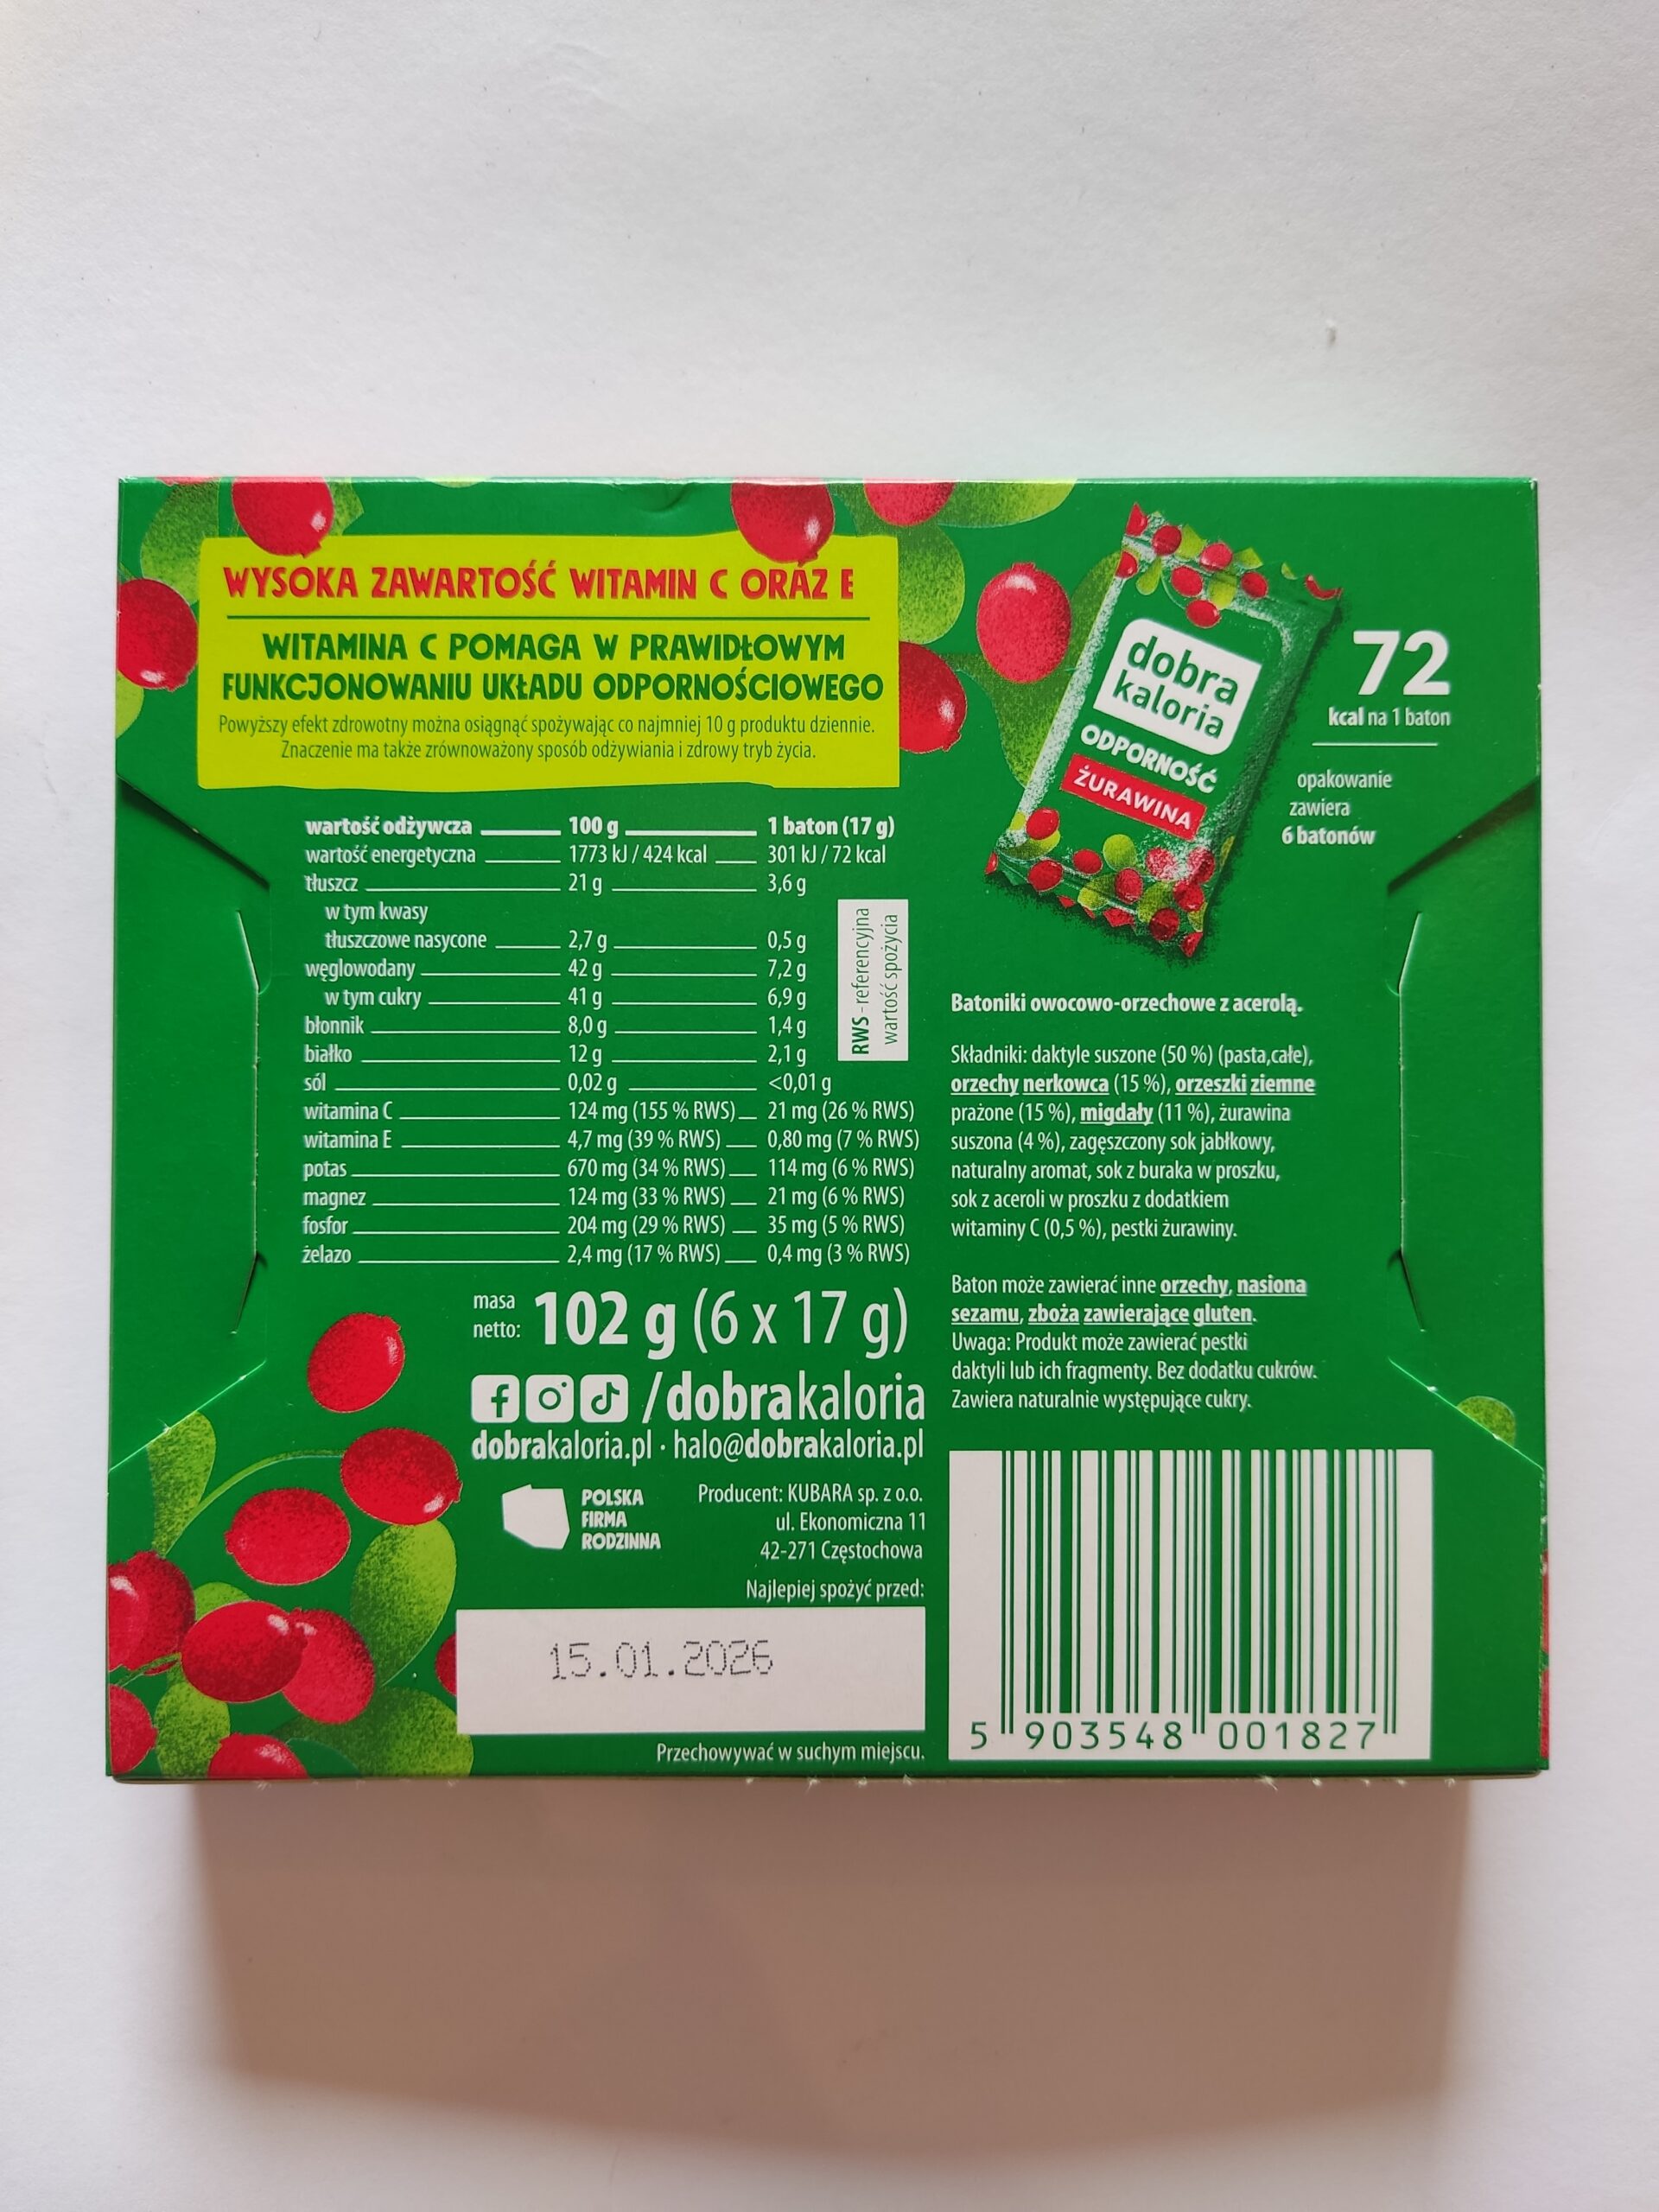 WYSOKA ZAWARTOŚĆ WITAMIN C ORAZ E
WITAMINA C POMAGA W PRAWIDŁOWYM
FUNKCJONOWANIU UKŁADU ODPORNOŚCIOWEGO
Powyższy efekt zdrowotny można osiągnąć spożywając co najmniej 10 g produktu dziennie.
Znaczenie ma także zrównoważony sposób odżywiania i zdrowy tryb życia.
wartość odżywcza 100 g 1 baton (17 g)
wartość energetyczna 1773 kJ / 424 kcal 301 kJ / 72 kcal
tłuszcz 21 g 3,6 g
w tym kwasy
tłuszczowe nasycone 2,7 g 0,5 g
węglowodany 42 g 7,2 g
w tym cukry 41 g 6,9 g
błonnik 8,0 g 1,4 g
białko 12 g 2,1 g
sól 0,02 g <0,01 g
witamina C 124 mg (155 % RWS) 21 mg (26 % RWS)
witamina E 4,7 mg (39 % RWS) 0,80 mg (7 % RWS)
potas 670 mg (34 % RWS) 114 mg (6 % RWS)
magnez 124 mg (33 % RWS) 21 mg (6 % RWS)
fosfor 204 mg (29 % RWS) 35 mg (5 % RWS)
żelazo 2,4 mg (17 % RWS) 0,4 mg (3 % RWS)
RWS - referencyjna
wartość spożycia
masa
netto: 102 g (6 x 17 g)
/dobrakaloria
dobrakaloria.pl · halo@dobrakaloria.pl
POLSKA
FIRMA
RODZINNA
Producent: KUBARA sp. z o.o.
ul. Ekonomiczna 11
42-271 Częstochowa
Najlepiej spożyć przed:
15.01.2026
Przechowywać w suchym miejscu.
dobra
kaloria
ODPORNOŚĆ
ŻURAWINA
72
kcal na 1 baton
opakowanie
zawiera
6 batonów
Batoniki owocowo-orzechowe z acerolą.
Składniki: daktyle suszone (50 %) (pasta,całe),
orzechy nerkowca (15 %), orzeszki ziemne
prażone (15 %), migdały (11 %), żurawina
suszona (4 %), zagęszczony sok jabłkowy,
naturalny aromat, sok z buraka w proszku,
sok z aceroli w proszku z dodatkiem
witaminy C (0,5 %), pestki żurawiny.
Baton może zawierać inne orzechy, nasiona
sezamu, zboża zawierające gluten.
Uwaga: Produkt może zawierać pestki
daktyli lub ich fragmenty. Bez dodatku cukrów.
Zawiera naturalnie występujące cukry.
5 903548 001827